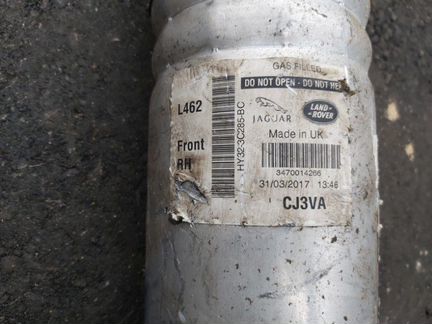 GAS FILLED
DO NOT OPEN - DO NOT HE
L462
JAGUAR
LAND-
ROVER
Front
RH
HY32-3C285-BC
Made in UK
3470014266
31/03/2017 13:46
CJ3VA